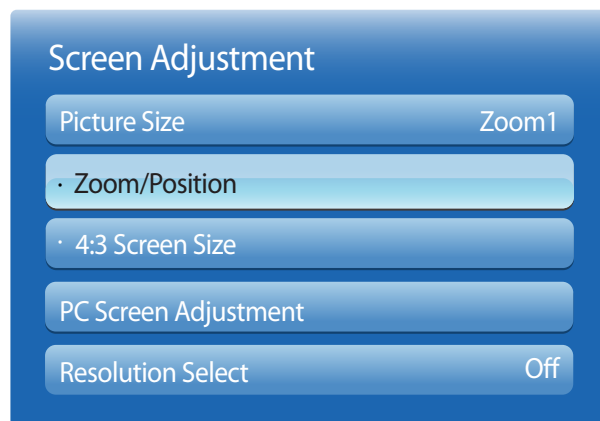 Screen Adjustment
Picture Size Zoom1
· Zoom/Position
· 4:3 Screen Size
PC Screen Adjustment
Resolution Select Off